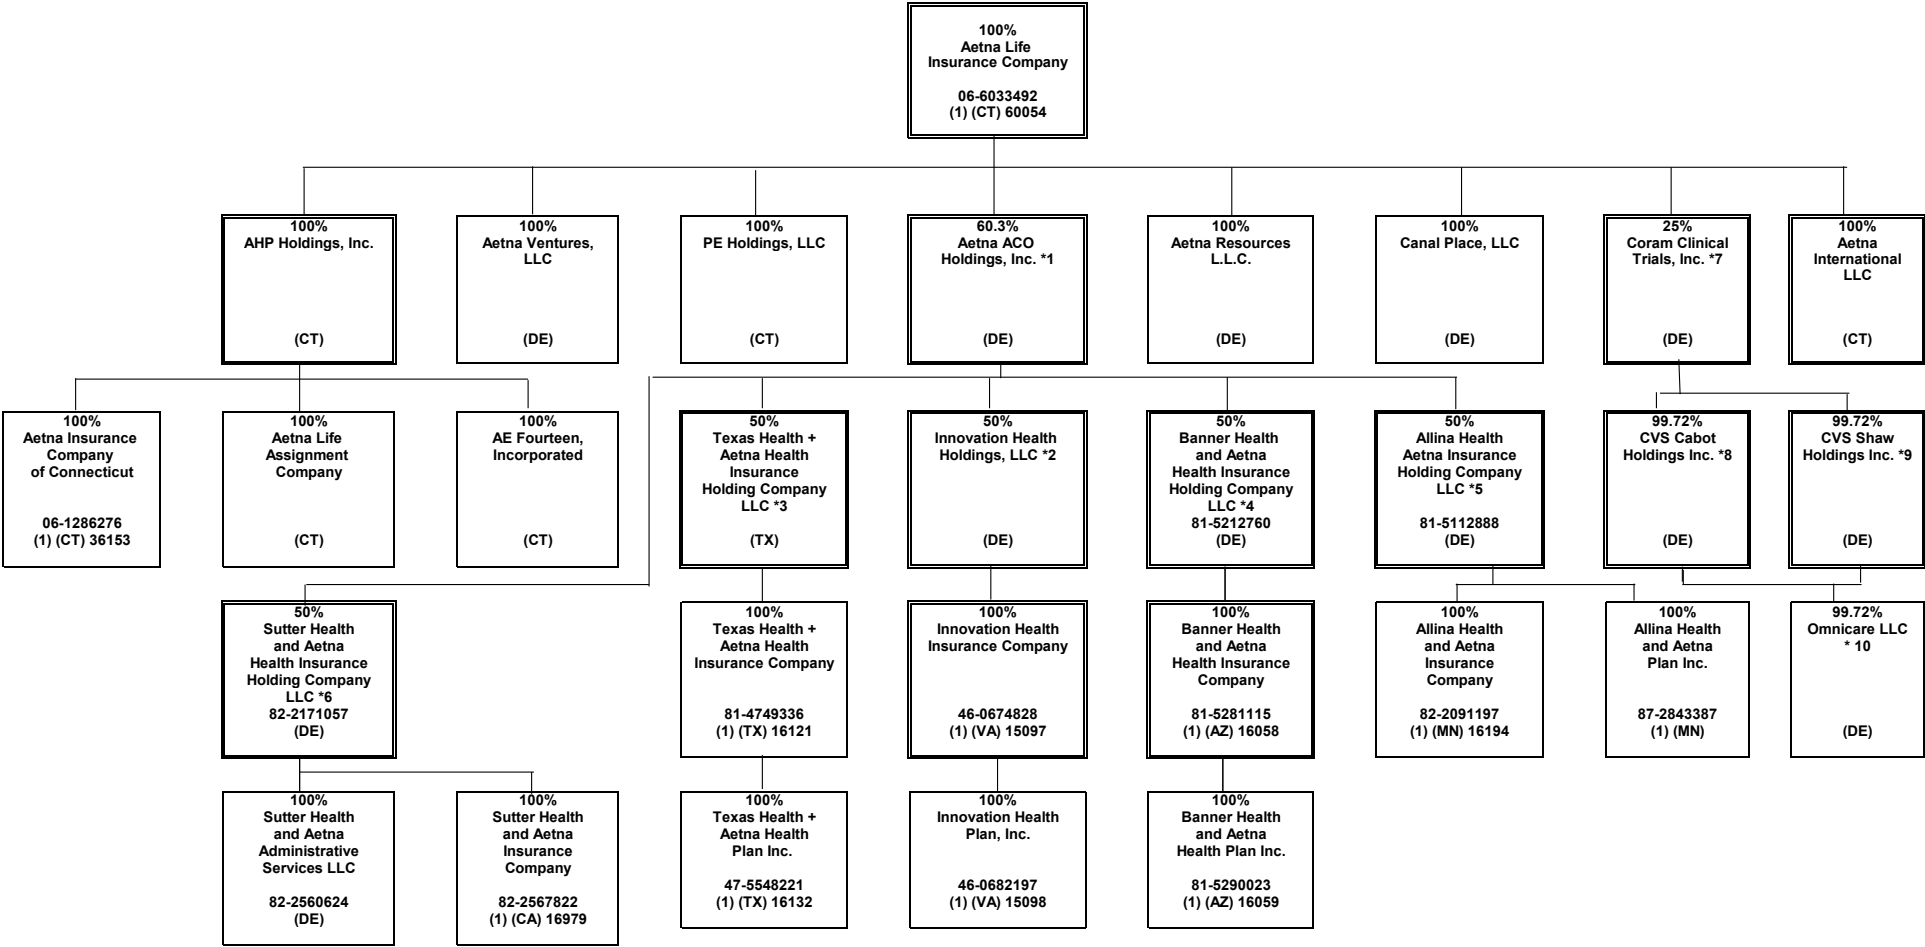 100%
Aetna Life
Insurance Company
06-6033492
(1) (CT) 60054
100%
AHP Holdings, Inc.
(CT)
100%
Aetna Ventures,
LLC
(DE)
100%
PE Holdings, LLC
(CT)
60.3%
Aetna ACO
Holdings, Inc. *1
(DE)
100%
Aetna Resources
L.L.C.
(DE)
100%
Canal Place, LLC
(DE)
25%
Coram Clinical
Trials, Inc. *7
(DE)
100%
Aetna
International
LLC
(CT)
100%
Aetna Insurance
Company
of Connecticut
06-1286276
(1) (CT) 36153
100%
Aetna Life
Assignment
Company
(CT)
100%
AE Fourteen,
Incorporated
(CT)
50%
Texas Health +
Aetna Health
Insurance
Holding Company
LLC *3
(TX)
50%
Innovation Health
Holdings, LLC *2
(DE)
50%
Banner Health
and Aetna
Health Insurance
Holding Company
LLC *4
81-5212760
(DE)
50%
Allina Health
Aetna Insurance
Holding Company
LLC *5
81-5112888
(DE)
99.72%
CVS Cabot
Holdings Inc. *8
(DE)
99.72%
CVS Shaw
Holdings Inc. *9
(DE)
50%
Sutter Health
and Aetna
Health Insurance
Holding Company
LLC *6
82-2171057
(DE)
100%
Texas Health +
Aetna Health
Insurance Company
81-4749336
(1) (TX) 16121
100%
Innovation Health
Insurance Company
46-0674828
(1) (VA) 15097
100%
Banner Health
and Aetna
Health Insurance
Company
81-5281115
(1) (AZ) 16058
100%
Allina Health
and Aetna
Insurance
Company
82-2091197
(1) (MN) 16194
100%
Allina Health
and Aetna
Plan Inc.
87-2843387
(1) (MN)
99.72%
Omnicare LLC
* 10
(DE)
100%
Sutter Health
and Aetna
Administrative
Services LLC
82-2560624
(DE)
100%
Sutter Health
and Aetna
Insurance
Company
82-2567822
(1) (CA) 16979
100%
Texas Health +
Aetna Health
Plan Inc.
47-5548221
(1) (TX) 16132
100%
Innovation Health
Plan, Inc.
46-0682197
(1) (VA) 15098
100%
Banner Health
and Aetna
Health Plan Inc.
81-5290023
(1) (AZ) 16059